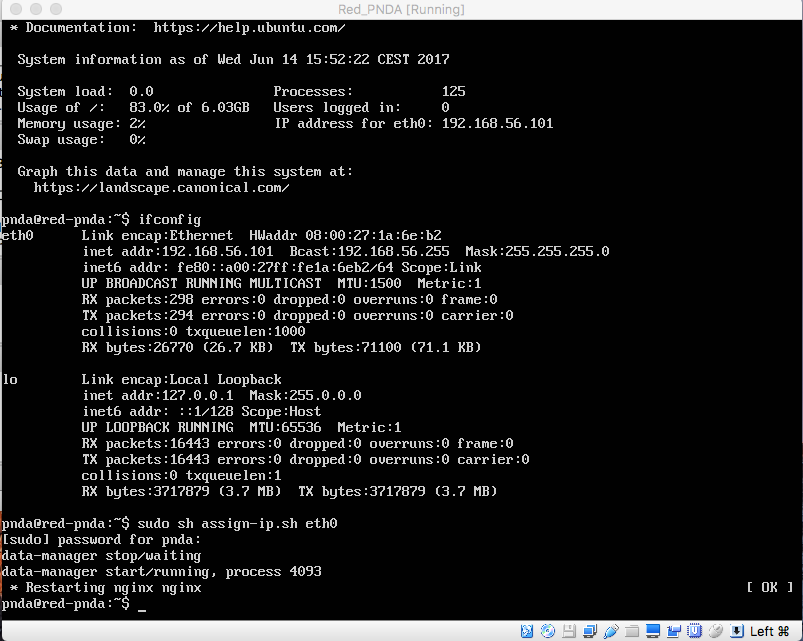 Red_PNDA [Running]
* Documentation:  https://help.ubuntu.com/
System information as of Wed Jun 14 15:52:22 CEST 2017
System load:  0.0                Processes:           125
Usage of /:   83.0% of 6.03GB   Users logged in:     0
Memory usage: 2%                IP address for eth0: 192.168.56.101
Swap usage:   0%
Graph this data and manage this system at:
https://landscape.canonical.com/
pnda@red-pnda:~$ ifconfig
eth0      Link encap:Ethernet  HWaddr 08:00:27:1a:6e:b2
inet addr:192.168.56.101  Bcast:192.168.56.255  Mask:255.255.255.0
inet6 addr: fe80::a00:27ff:fe1a:6eb2/64 Scope:Link
UP BROADCAST RUNNING MULTICAST  MTU:1500  Metric:1
RX packets:298 errors:0 dropped:0 overruns:0 frame:0
TX packets:294 errors:0 dropped:0 overruns:0 carrier:0
collisions:0 txqueuelen:1000
RX bytes:26770 (26.7 KB)  TX bytes:71100 (71.1 KB)
lo        Link encap:Local Loopback
inet addr:127.0.0.1  Mask:255.0.0.0
inet6 addr: ::1/128 Scope:Host
UP LOOPBACK RUNNING  MTU:65536  Metric:1
RX packets:16443 errors:0 dropped:0 overruns:0 frame:0
TX packets:16443 errors:0 dropped:0 overruns:0 carrier:0
collisions:0 txqueuelen:1
RX bytes:3717879 (3.7 MB)  TX bytes:3717879 (3.7 MB)
pnda@red-pnda:~$ sudo sh assign-ip.sh eth0
[sudo] password for pnda:
data-manager stop/waiting
data-manager start/running, process 4093
* Restarting nginx nginx                                                [ OK ]
pnda@red-pnda:~$ _
Left ⌘